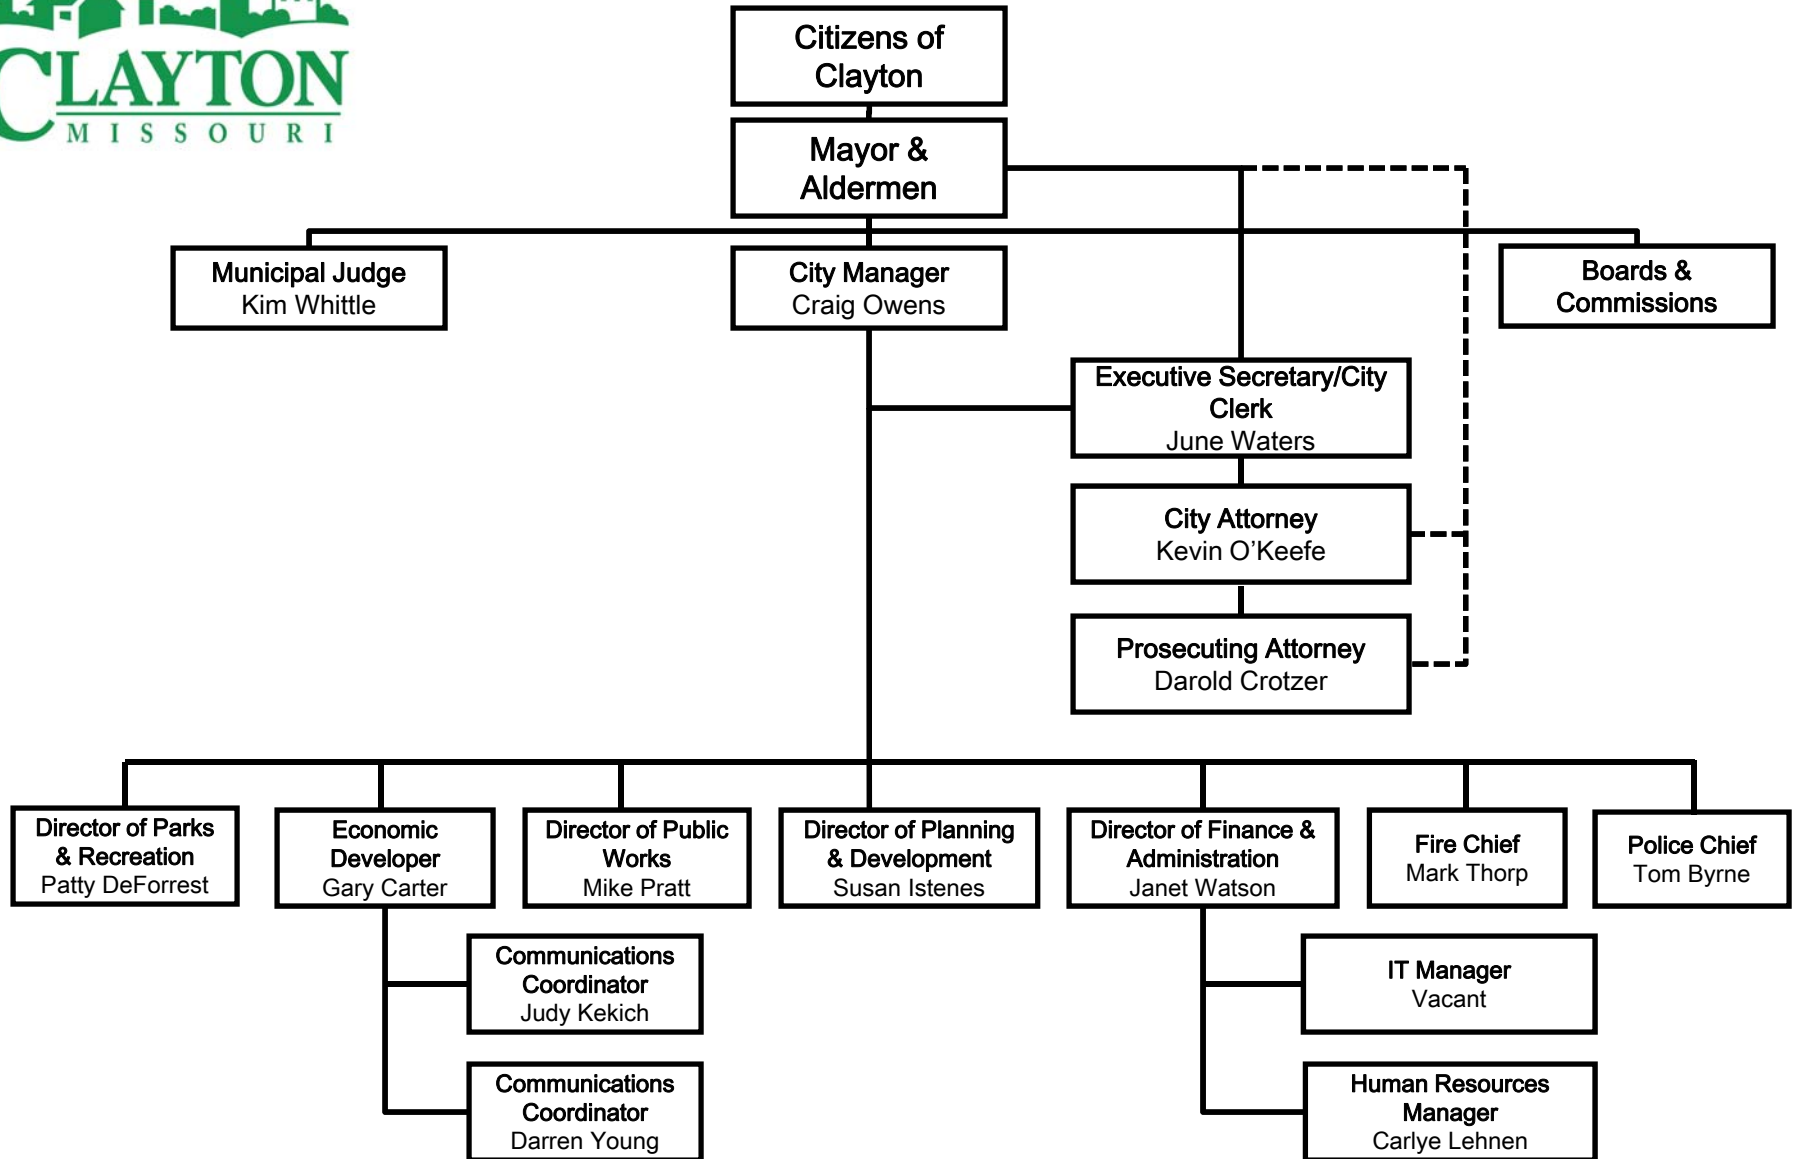 CLAYTON
MISSOURI
Citizens of
Clayton
Mayor &
Aldermen
Municipal Judge
Kim Whittle
City Manager
Craig Owens
Boards &
Commissions
Executive Secretary/City
Clerk
June Waters
City Attorney
Kevin O’Keefe
Prosecuting Attorney
Darold Crotzer
Director of Parks
& Recreation
Patty DeForrest
Economic
Developer
Gary Carter
Director of Public
Works
Mike Pratt
Director of Planning
& Development
Susan Istenes
Director of Finance &
Administration
Janet Watson
Fire Chief
Mark Thorp
Police Chief
Tom Byrne
Communications
Coordinator
Judy Kekich
IT Manager
Vacant
Communications
Coordinator
Darren Young
Human Resources
Manager
Carlye Lehnen